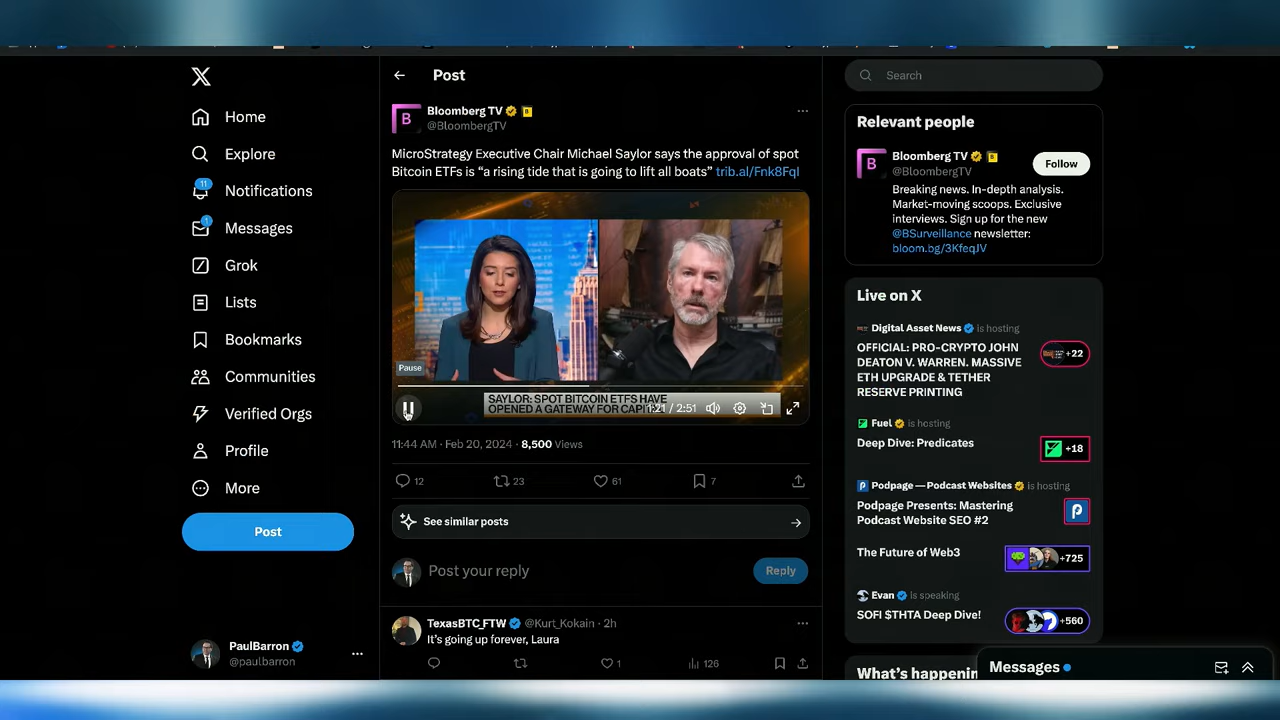 Home
Explore
11
Notifications
1
Messages
Grok
Lists
Bookmarks
Communities
Verified Orgs
Profile
More
Post
PaulBarron
@paulbarron
Post
B
Bloomberg TV
@BloombergTV
MicroStrategy Executive Chair Michael Saylor says the approval of spot
Bitcoin ETFs is “a rising tide that is going to lift all boats” trib.al/Fnk8FqI
Pause
SAYLOR: SPOT BITCOIN ETFS HAVE
OPENED A GATEWAY FOR
1:21 / 2:51
11:44 AM · Feb 20, 2024 · 8,500 Views
12
23
61
7
See similar posts
Post your reply
Reply
TexasBTC_FTW @Kurt_Kokain · 2h
It’s going up forever, Laura
1
126
Search
Relevant people
B
Bloomberg TV
@BloombergTV
Follow
Breaking news. In-depth analysis.
Market-moving scoops. Exclusive
interviews. Sign up for the new
@BSurveillance newsletter:
bloom.bg/3KfeqJV
Live on X
Digital Asset News is hosting
OFFICIAL: PRO-CRYPTO JOHN
DEATON V. WARREN. MASSIVE
ETH UPGRADE & TETHER
RESERVE PRINTING
+22
Fuel is hosting
Deep Dive: Predicates
+18
Podpage — Podcast Websites is hosting
Podpage Presents: Mastering
Podcast Website SEO #2
The Future of Web3
+725
Evan is speaking
SOFI $THTA Deep Dive!
+560
What’s happenin
Messages